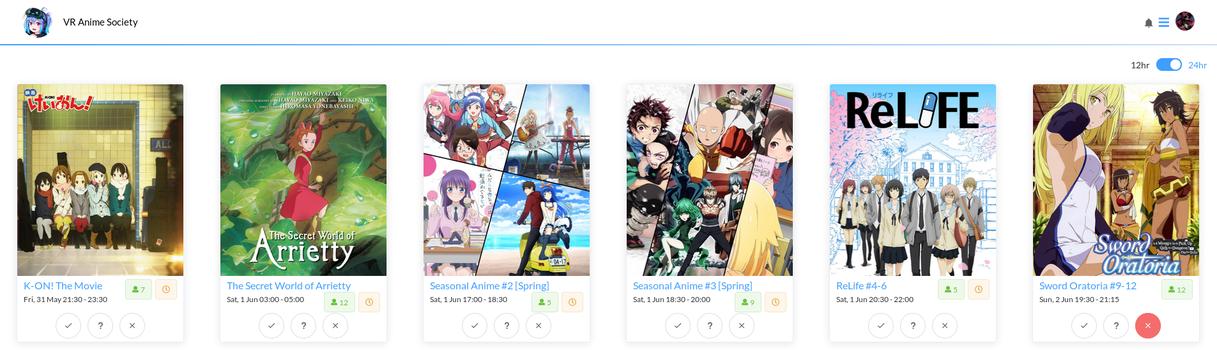 VR Anime Society
12hr 24hr
映画
けいおん!
K-ON! The Movie
7
Fri, 31 May 21:30 - 23:30
HAYAO MIYAZAKI
HAYAO MIYAZAKI AND KEIKO NIWA
HIROMASA YONEBAYASHI
The Secret World of
Arrietty
The Secret World of Arrietty
Sat, 1 Jun 03:00 - 05:00
12
Seasonal Anime #2 [Spring]
Sat, 1 Jun 17:00 - 18:30
5
Seasonal Anime #3 [Spring]
Sat, 1 Jun 18:30 - 20:00
9
リライフ
ReLIFE
ReLife #4-6
5
Sat, 1 Jun 20:30 - 22:00
Sword
Oratoria
Sword Oratoria #9-12
12
Sun, 2 Jun 19:30 - 21:15